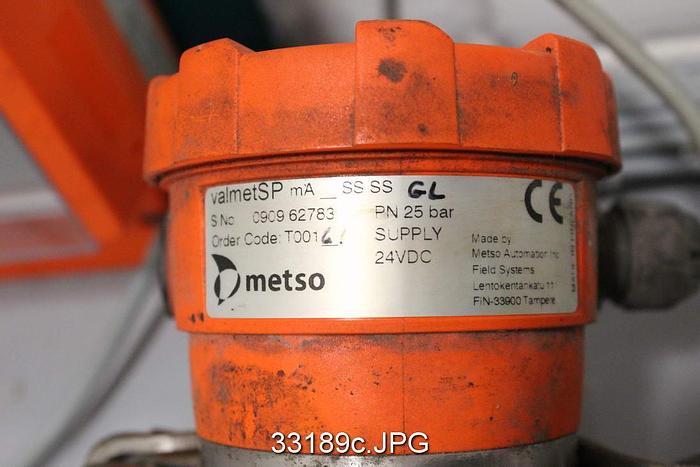 valmetSP mA _ SS SS GL
S No 0909 62783 PN 25 bar
Order Code: T001 SUPPLY
24VDC
metso
CE
Made by
Metso Automation Inc
Field Systems
Lentokentänkatu 11
FIN-33900 Tampere
33189c.JPG